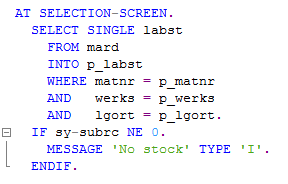 AT SELECTION-SCREEN.
SELECT SINGLE labst
FROM mard
INTO p_labst
WHERE matnr = p_matnr
AND werks = p_werks
AND lgort = p_lgort.
IF sy-subrc NE 0.
MESSAGE 'No stock' TYPE 'I'.
ENDIF.